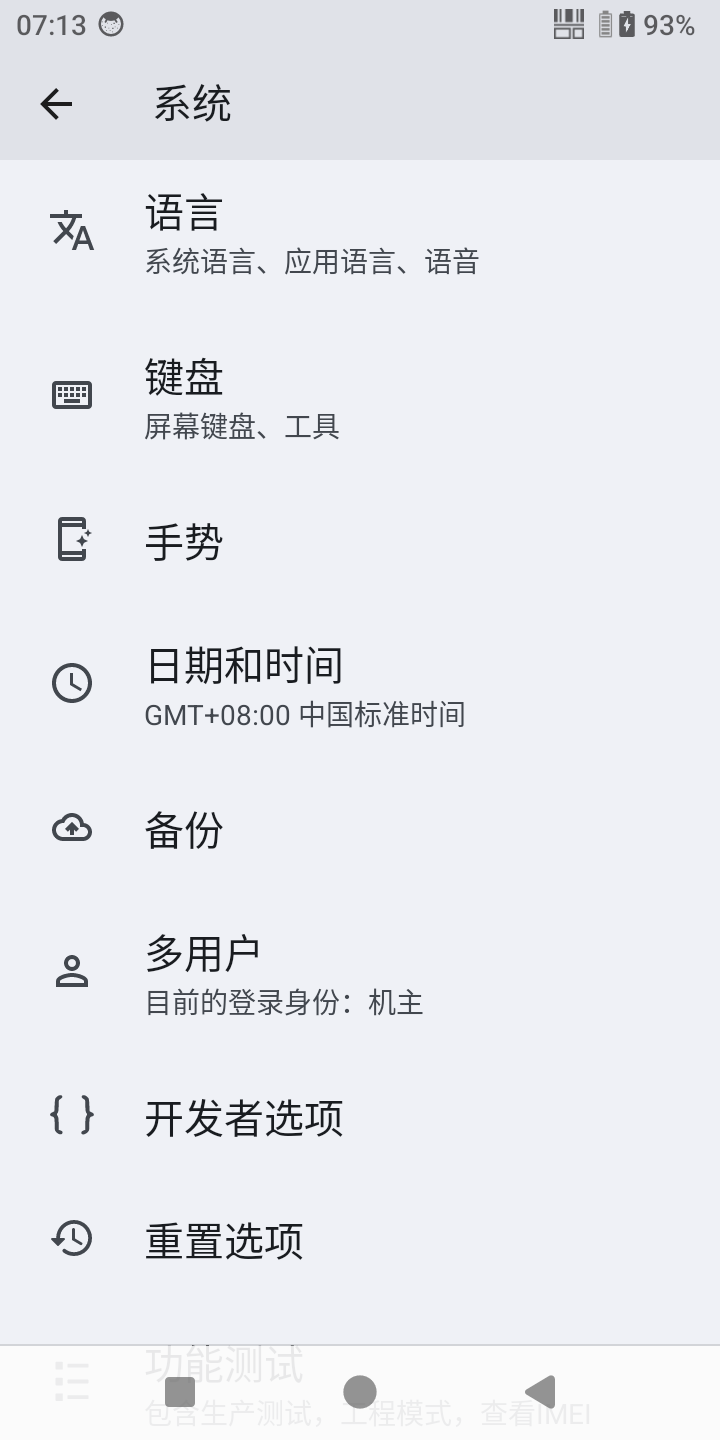 07:13
93%
系统
语言
系统语言、应用语言、语音
键盘
屏幕键盘、工具
手势
日期和时间
GMT+08:00 中国标准时间
备份
多用户
目前的登录身份：机主
开发者选项
重置选项
功能测试
包含生产测试，工程模式，查看IMEI